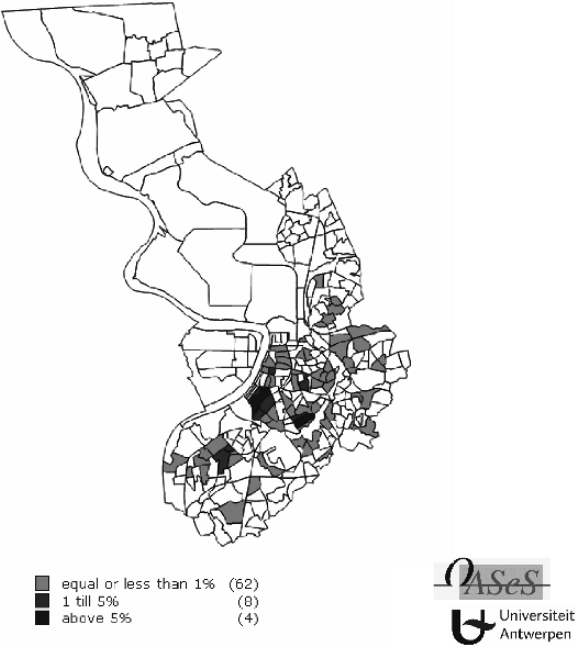 equal or less than 1% (62)
1 till 5% (8)
above 5% (4)
OASeS
Universiteit
Antwerpen